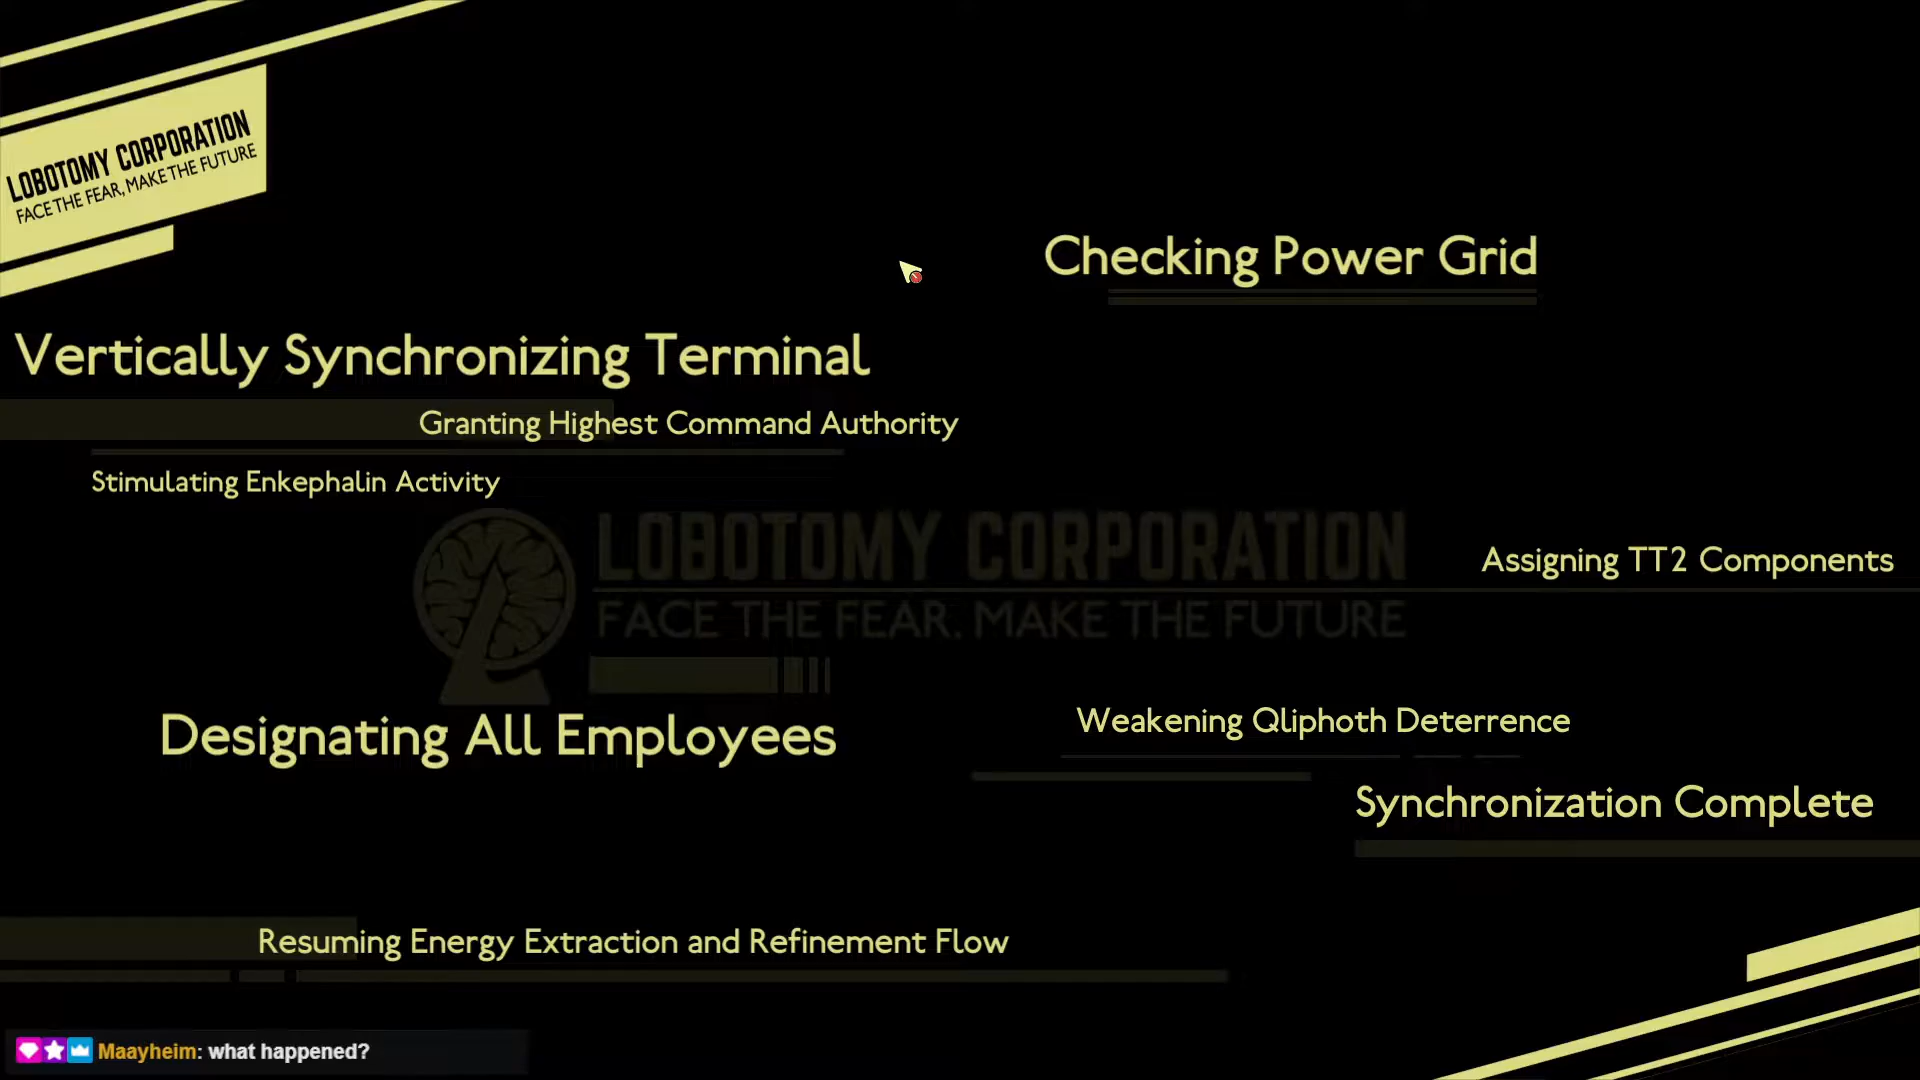 LOBOTOMY CORPORATION
FACE THE FEAR, MAKE THE FUTURE
Checking Power Grid
Vertically Synchronizing Terminal
Granting Highest Command Authority
Stimulating Enkephalin Activity
LOBOTOMY CORPORATION
FACE THE FEAR. MAKE THE FUTURE
Assigning TT2 Components
Designating All Employees
Weakening Qliphoth Deterrence
Synchronization Complete
Resuming Energy Extraction and Refinement Flow
Maayheim: what happened?